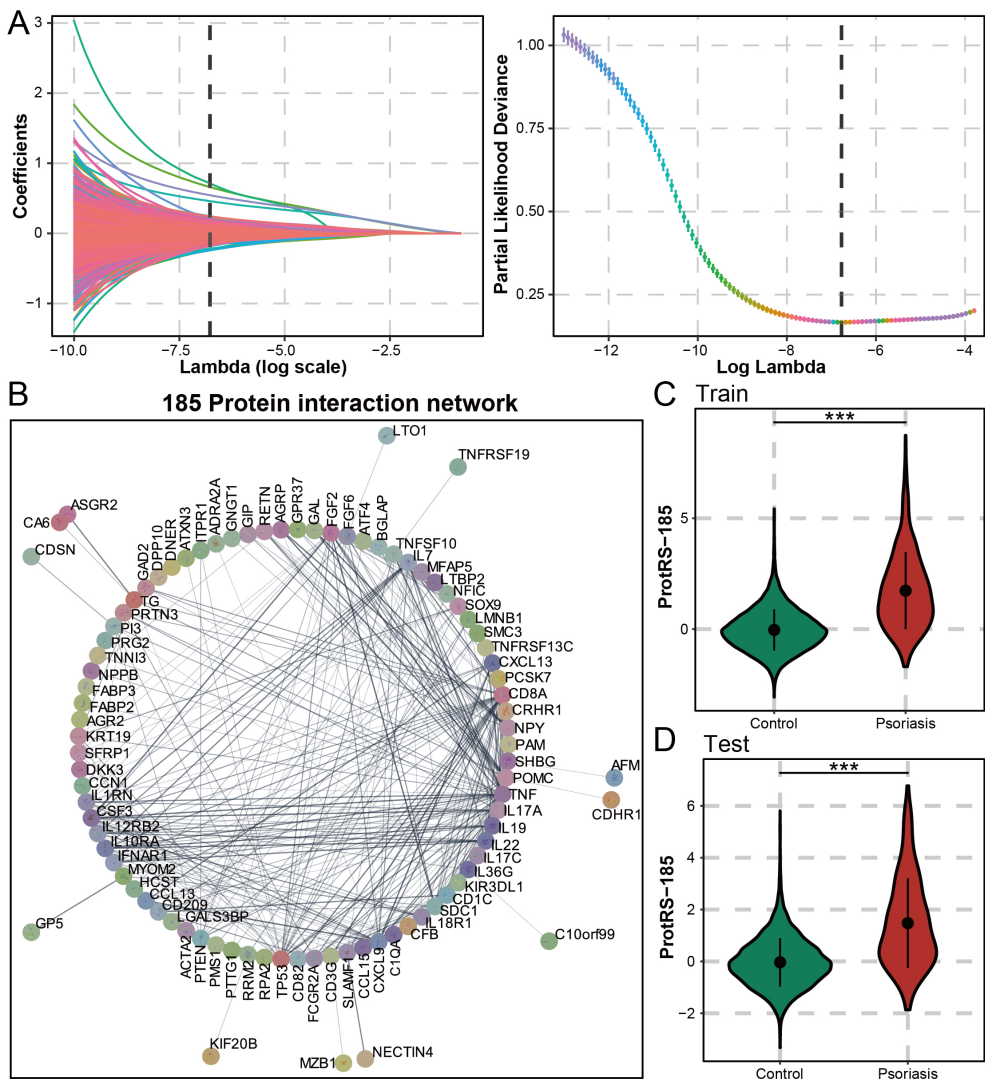 A
Coefficients
3
2
1
0
−1
−10.0
−7.5
−5.0
−2.5
Lambda (log scale)
Partial Likelihood Deviance
1.00
0.75
0.50
0.25
−12
−10
−8
−6
−4
Log Lambda
B
185 Protein interaction network
LTO1
TNFRSF19
ASGR2
CA6
CDSN
GAD2
DPP10
DNER
ATXN3
ITPR1
ADRA2A
GNGT1
GIP
RETN
AGRP
GPR37
GAL
FGF2
FGF6
ATF4
BGLAP
TNFSF10
IL7
MFAP5
LTBP2
NFIC
SOX9
LMNB1
SMC3
TNFRSF13C
CXCL13
PCSK7
CD8A
CRHR1
NPY
PAM
SHBG
POMC
TNF
IL17A
IL19
IL22
IL17C
IL36G
KIR3DL1
CD1C
SDC1
IL18R1
CFB
C1QA
CXCL9
CCL15
SLAMF1
CD3G
FCGR2A
CD82
TP53
RPA2
RRM2
PTTG1
PMS1
PTEN
ACTA2
LGALS3BP
CD209
CCL13
HCST
MYOM2
IFNAR1
IL10RA
IL12RB2
CSF3
IL1RN
CCN1
DKK3
SFRP1
KRT19
AGR2
FABP2
FABP3
NPPB
TNNI3
PRG2
PI3
PRTN3
TG
AFM
CDHR1
C10orf99
GP5
KIF20B
MZB1
NECTIN4
C
Train
***
ProtRS−185
5
0
Control
Psoriasis
D
Test
***
ProtRS−185
6
4
2
0
−2
Control
Psoriasis